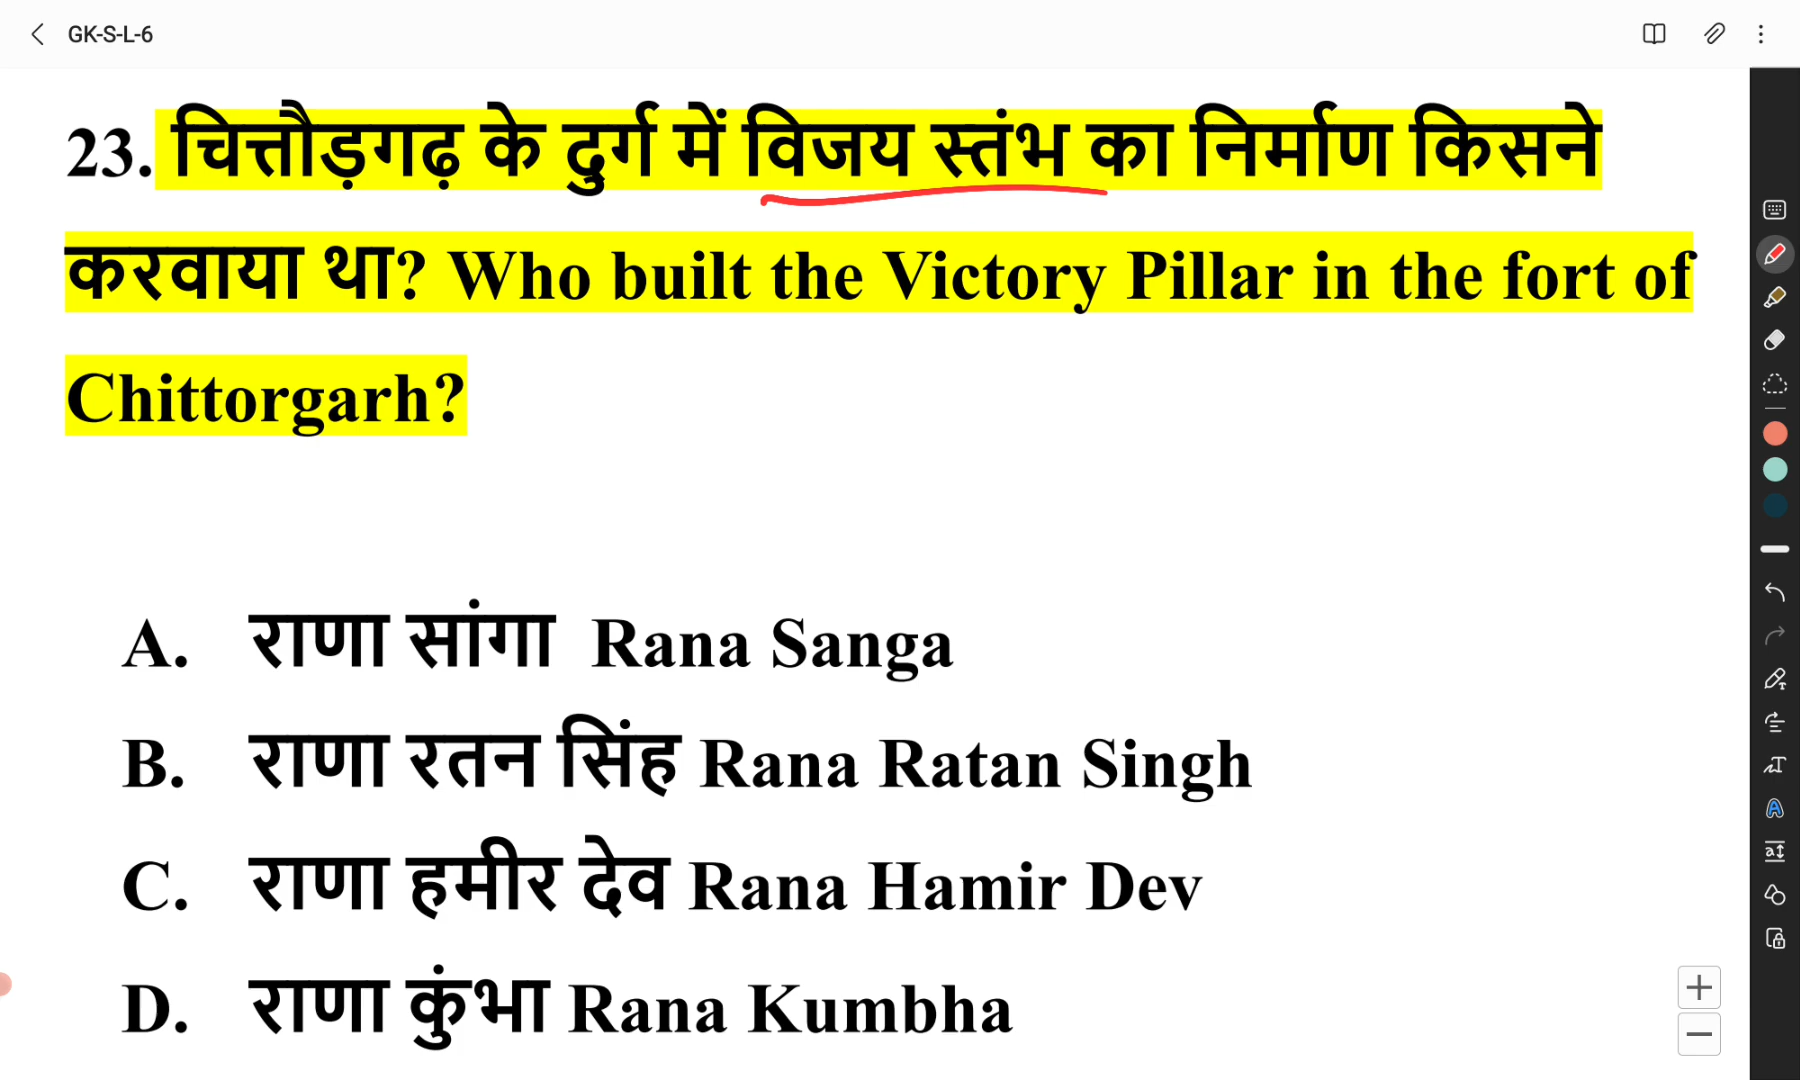 GK-S-L-6
23. चित्तौड़गढ़ के दुर्ग में विजय स्तंभ का निर्माण किसने
करवाया था? Who built the Victory Pillar in the fort of
Chittorgarh?
A. राणा सांगा Rana Sanga
B. राणा रतन सिंह Rana Ratan Singh
C. राणा हमीर देव Rana Hamir Dev
D. राणा कुंभा Rana Kumbha